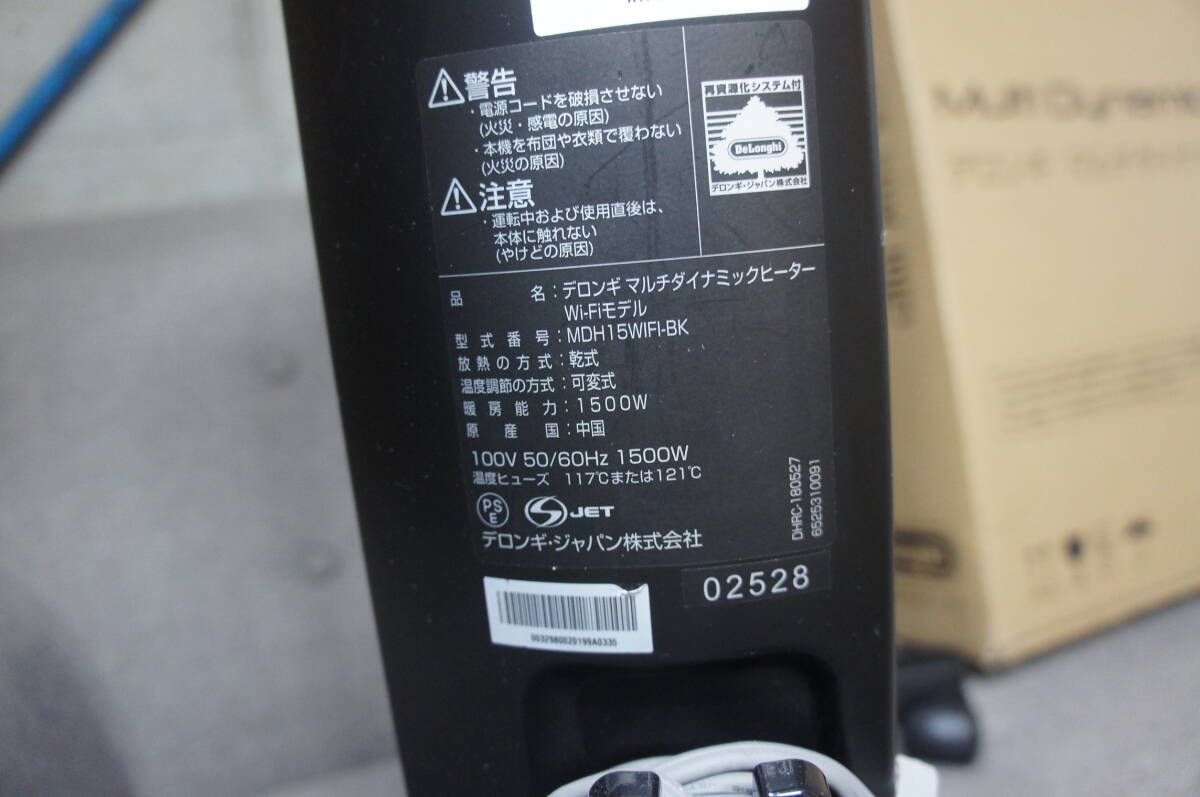 警告
・電源コードを破損させない
(火災・感電の原因)
・本機を布団や衣類で覆わない
(火災の原因)
注意
・運転中および使用直後は、
本体に触れない
(やけどの原因)
再資源化システム付
DeLonghi
デロンギ・ジャパン株式会社
品名：デロンギ マルチダイナミックヒーター
Wi-Fiモデル
型式番号：MDH15WIFI-BK
放熱の方式：乾式
温度調節の方式：可変式
暖房能力：1500W
原産国：中国
100V 50/60Hz 1500W
温度ヒューズ 117℃または121℃
PS
E
JET
デロンギ・ジャパン株式会社
DHRC-180527
6525310091
02528
0032980020199A0335